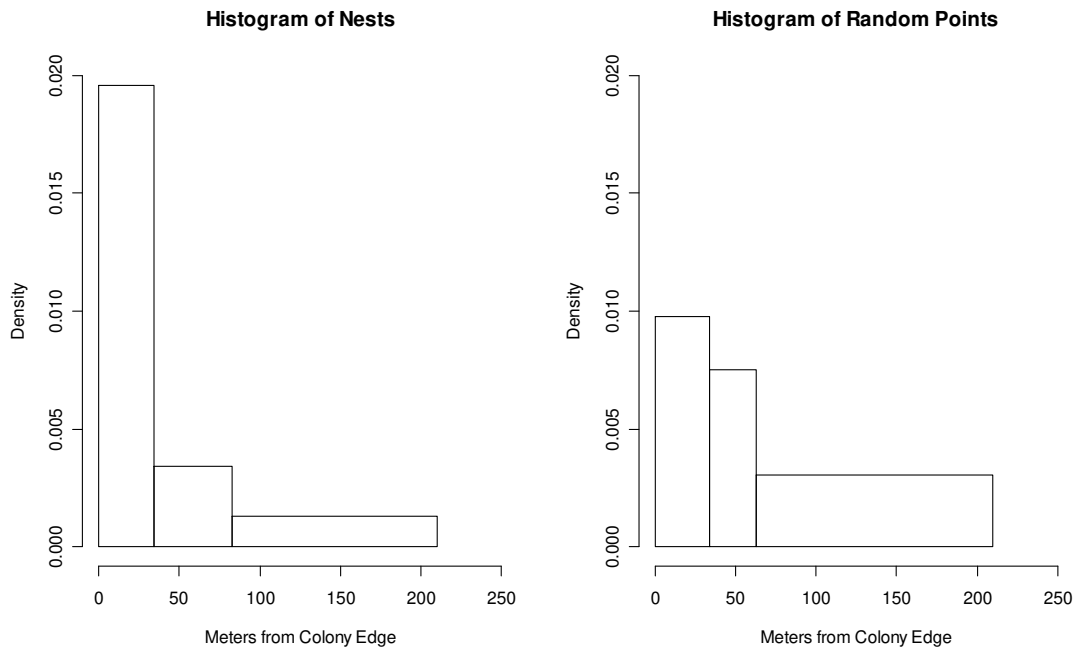 Histogram of Nests
Density
0.020
0.015
0.010
0.005
0.000
0 50 100 150 200 250
Meters from Colony Edge
Histogram of Random Points
Density
0.020
0.015
0.010
0.005
0.000
0 50 100 150 200 250
Meters from Colony Edge